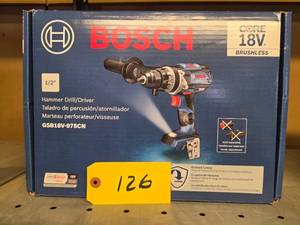 BOSCH
CORE
18V
BRUSHLESS
1/2"
Hammer Drill/Driver
Taladro de percusión/atornillador
Marteau perforateur/visseuse
GSB18V-975CN
126